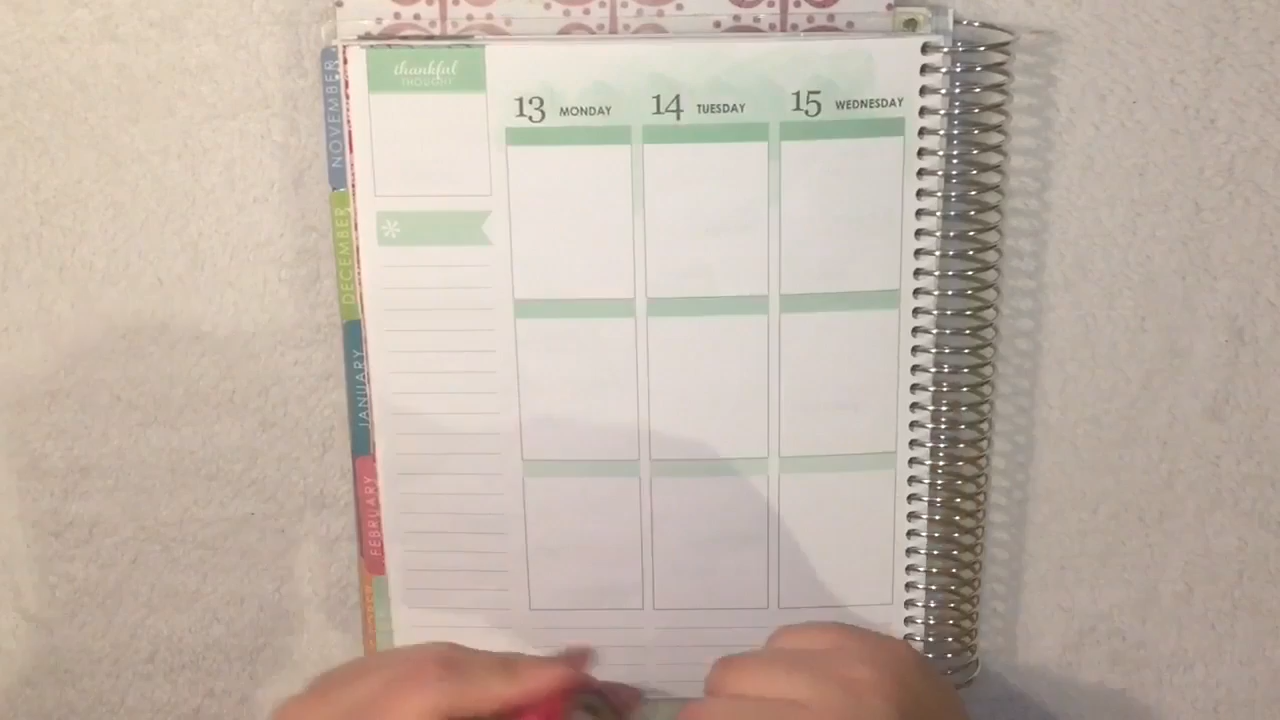 thankful
THOUGHT
13 MONDAY
14 TUESDAY
15 WEDNESDAY
NOVEMBER
DECEMBER
JANUARY
FEBRUARY